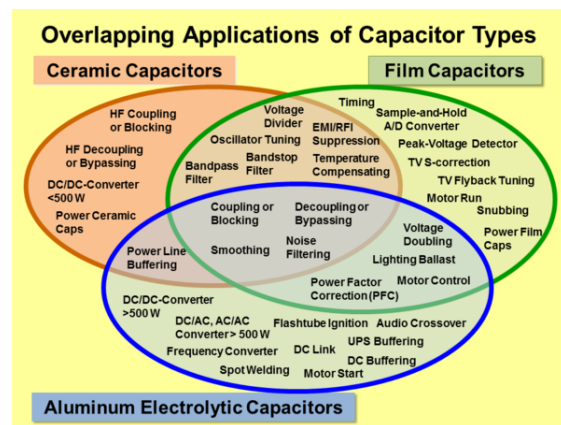 Overlapping Applications of Capacitor Types
Ceramic Capacitors
Film Capacitors
HF Coupling
or Blocking
HF Decoupling
or Bypassing
DC/DC-Converter
<500 W
Power Ceramic
Caps
Voltage
Divider
Oscillator Tuning
EMI/RFI
Suppression
Bandpass
Filter
Bandstop
Filter
Temperature
Compensating
Timing
Sample-and-Hold
A/D Converter
Peak-Voltage Detector
TV S-correction
TV Flyback Tuning
Motor Run
Snubbing
Power Film
Caps
Coupling or
Blocking
Decoupling or
Bypassing
Smoothing
Noise
Filtering
Power Line
Buffering
Voltage
Doubling
Lighting Ballast
Power Factor
Correction (PFC)
Motor Control
DC/DC-Converter
>500 W
DC/AC, AC/AC
Converter > 500 W
Flashtube Ignition
Audio Crossover
Frequency Converter
DC Link
UPS Buffering
DC Buffering
Spot Welding
Motor Start
Aluminum Electrolytic Capacitors